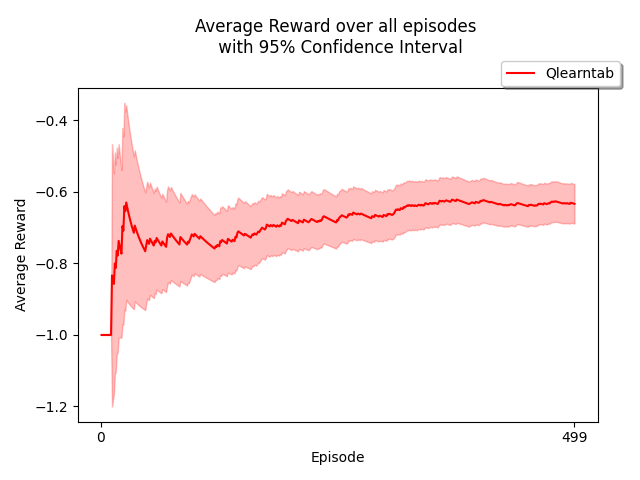 Average Reward over all episodes
with 95% Confidence Interval
Qlearntab
−0.4
−0.6
−0.8
−1.0
−1.2
Average Reward
0
499
Episode